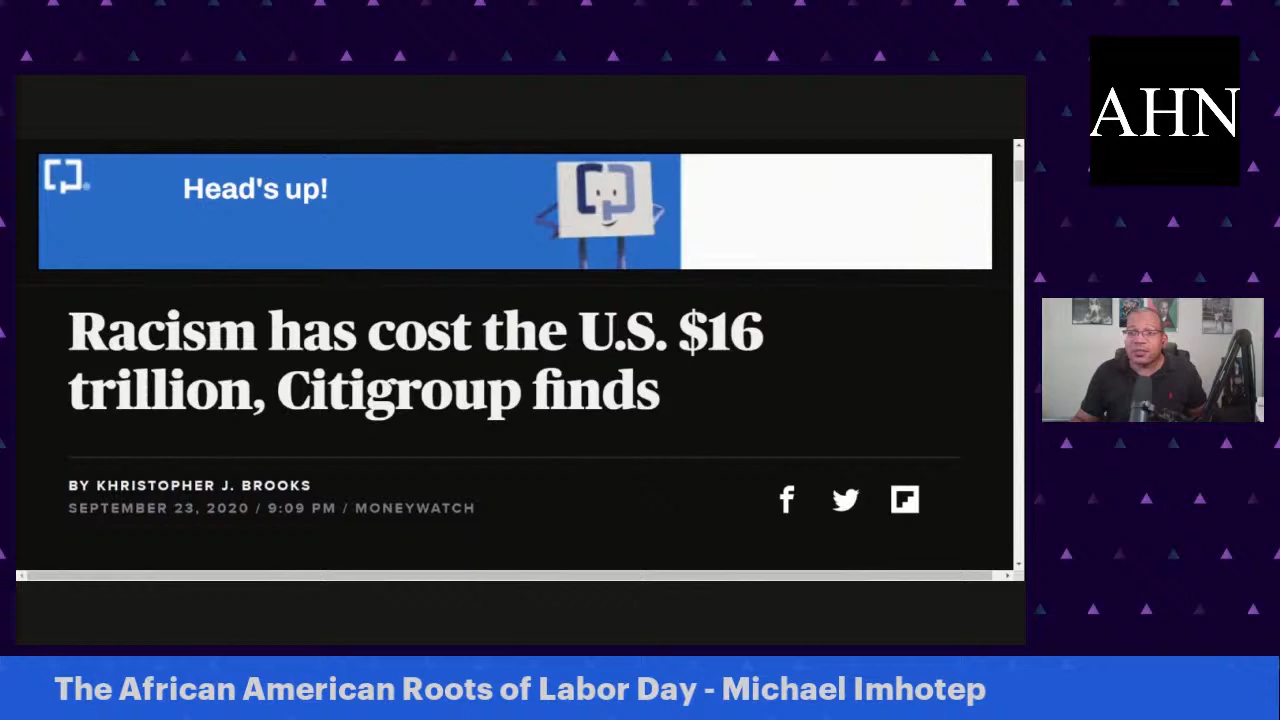 AHN
Head's up!
Racism has cost the U.S. $16
trillion, Citigroup finds
BY KHRISTOPHER J. BROOKS
SEPTEMBER 23, 2020 / 9:09 PM / MONEYWATCH
The African American Roots of Labor Day - Michael Imhotep